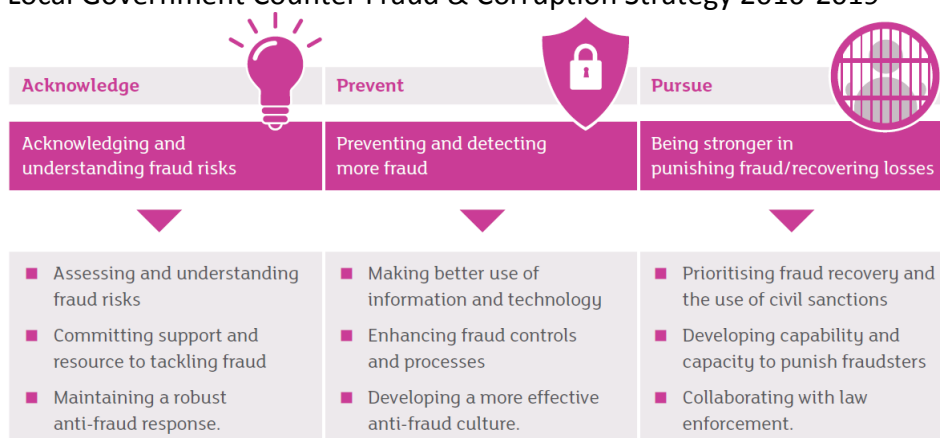 Local Government Counter Fraud & Corruption Strategy 2016-2019
Acknowledge
Acknowledging and
understanding fraud risks
Assessing and understanding
fraud risks
Committing support and
resource to tackling fraud
Maintaining a robust
anti-fraud response.
Prevent
Preventing and detecting
more fraud
Making better use of
information and technology
Enhancing fraud controls
and processes
Developing a more effective
anti-fraud culture.
Pursue
Being stronger in
punishing fraud/recovering losses
Prioritising fraud recovery and
the use of civil sanctions
Developing capability and
capacity to punish fraudsters
Collaborating with law
enforcement.